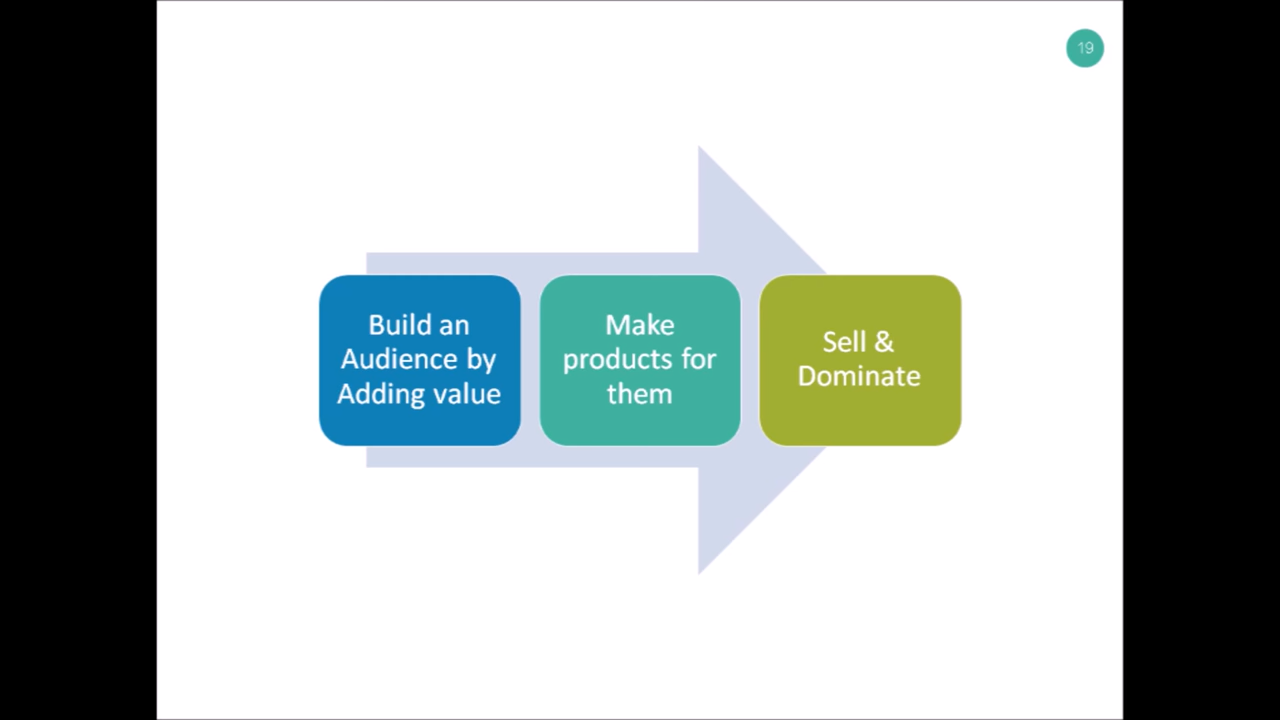 19
Build an
Audience by
Adding value
Make
products for
them
Sell &
Dominate